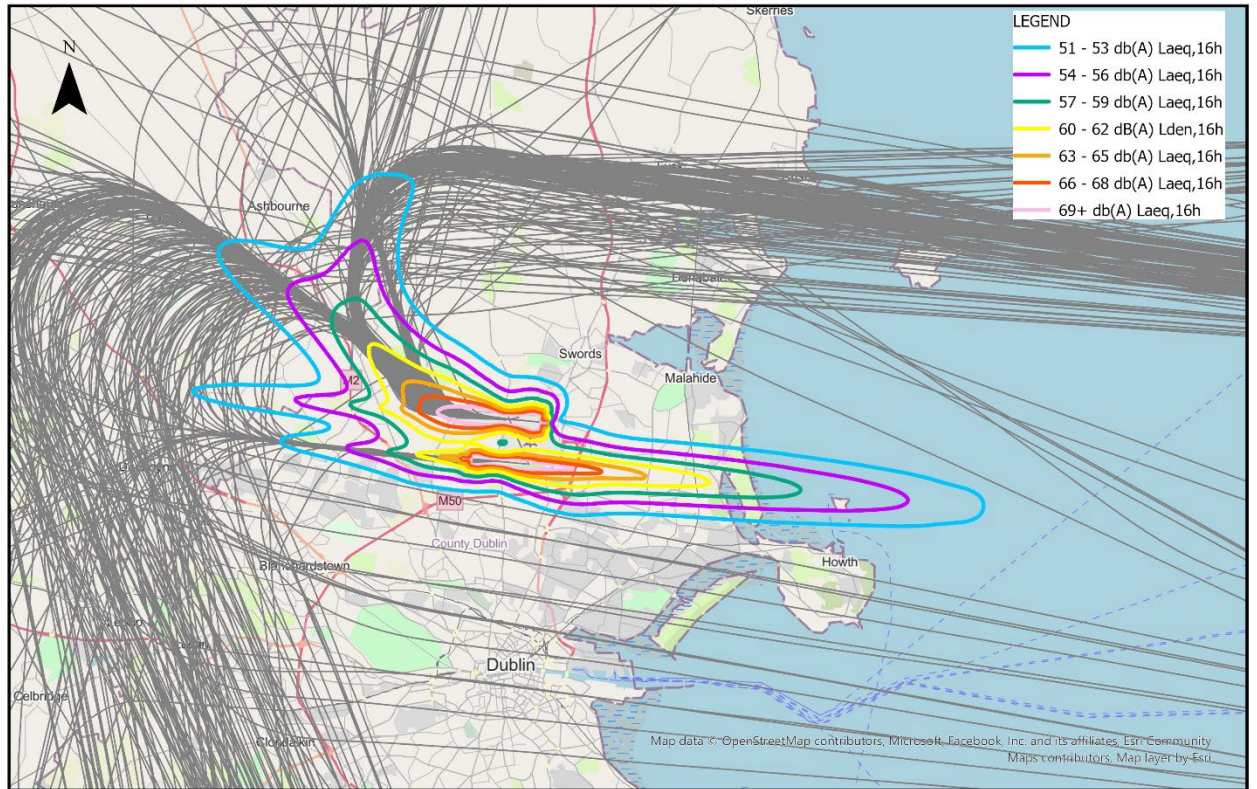 Skerries
LEGEND
51 - 53 db(A) Laeq,16h
54 - 56 db(A) Laeq,16h
57 - 59 db(A) Laeq,16h
60 - 62 dB(A) Lden,16h
63 - 65 db(A) Laeq,16h
66 - 68 db(A) Laeq,16h
69+ db(A) Laeq,16h
N
Ashbourne
Donabate
Swords
Malahide
M2
M50
County Dublin
Blanchardstown
Howth
Dublin
Celbridge
Clondalkin
Map data © OpenStreetMap contributors, Microsoft, Facebook, Inc. and its affiliates, Esri Community
Maps contributors, Map layer by Esri